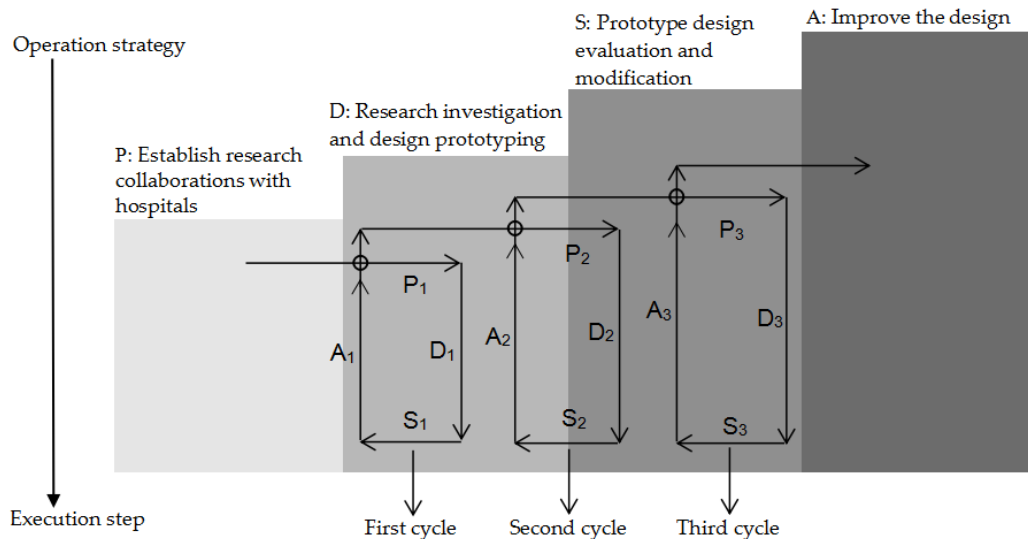 A: Improve the design
S: Prototype design
evaluation and
modification
Operation strategy
D: Research investigation
and design prototyping
P: Establish research
collaborations with
hospitals
P₁
P₂
P₃
A₁
D₁
A₂
D₂
A₃
D₃
S₁
S₂
S₃
Execution step
First cycle
Second cycle
Third cycle